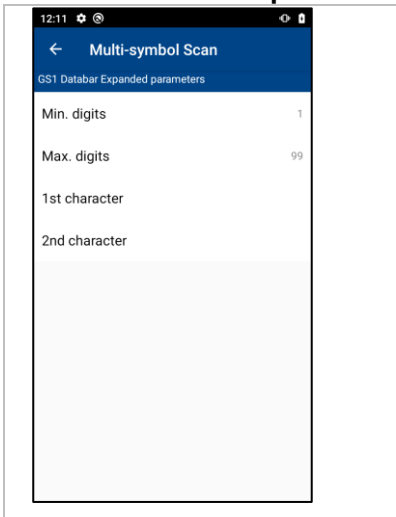 12:11
Multi-symbol Scan
GS1 Databar Expanded parameters
Min. digits 1
Max. digits 99
1st character
2nd character